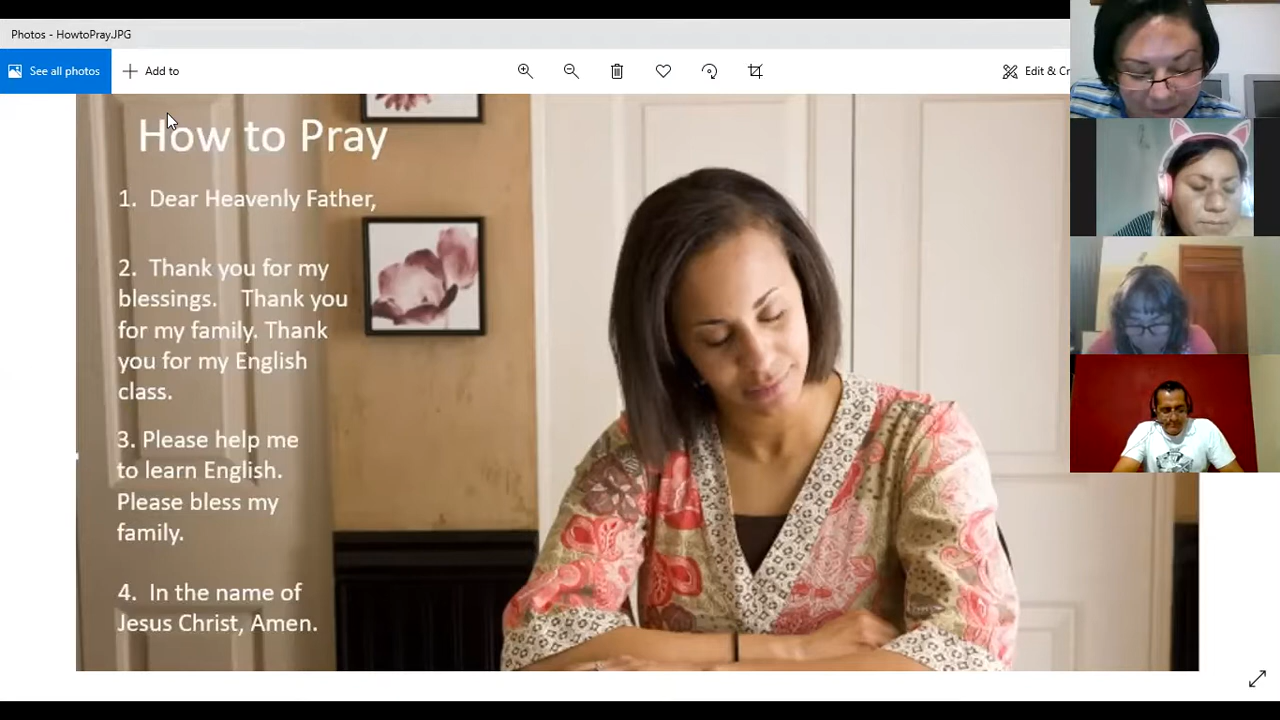 Photos - HowtoPray.JPG
See all photos
Add to
Edit & Cr
How to Pray
1. Dear Heavenly Father,
2. Thank you for my
blessings. Thank you
for my family. Thank
you for my English
class.
3. Please help me
to learn English.
Please bless my
family.
4. In the name of
Jesus Christ, Amen.